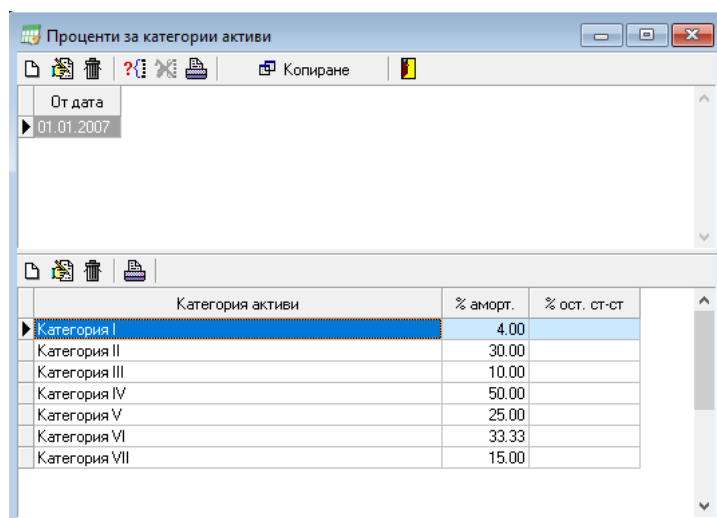 Проценти за категории активи
Копиране
От дата
01.01.2007
Категория активи % аморт. % ост. ст-ст
Категория I 4.00
Категория II 30.00
Категория III 10.00
Категория IV 50.00
Категория V 25.00
Категория VI 33.33
Категория VII 15.00